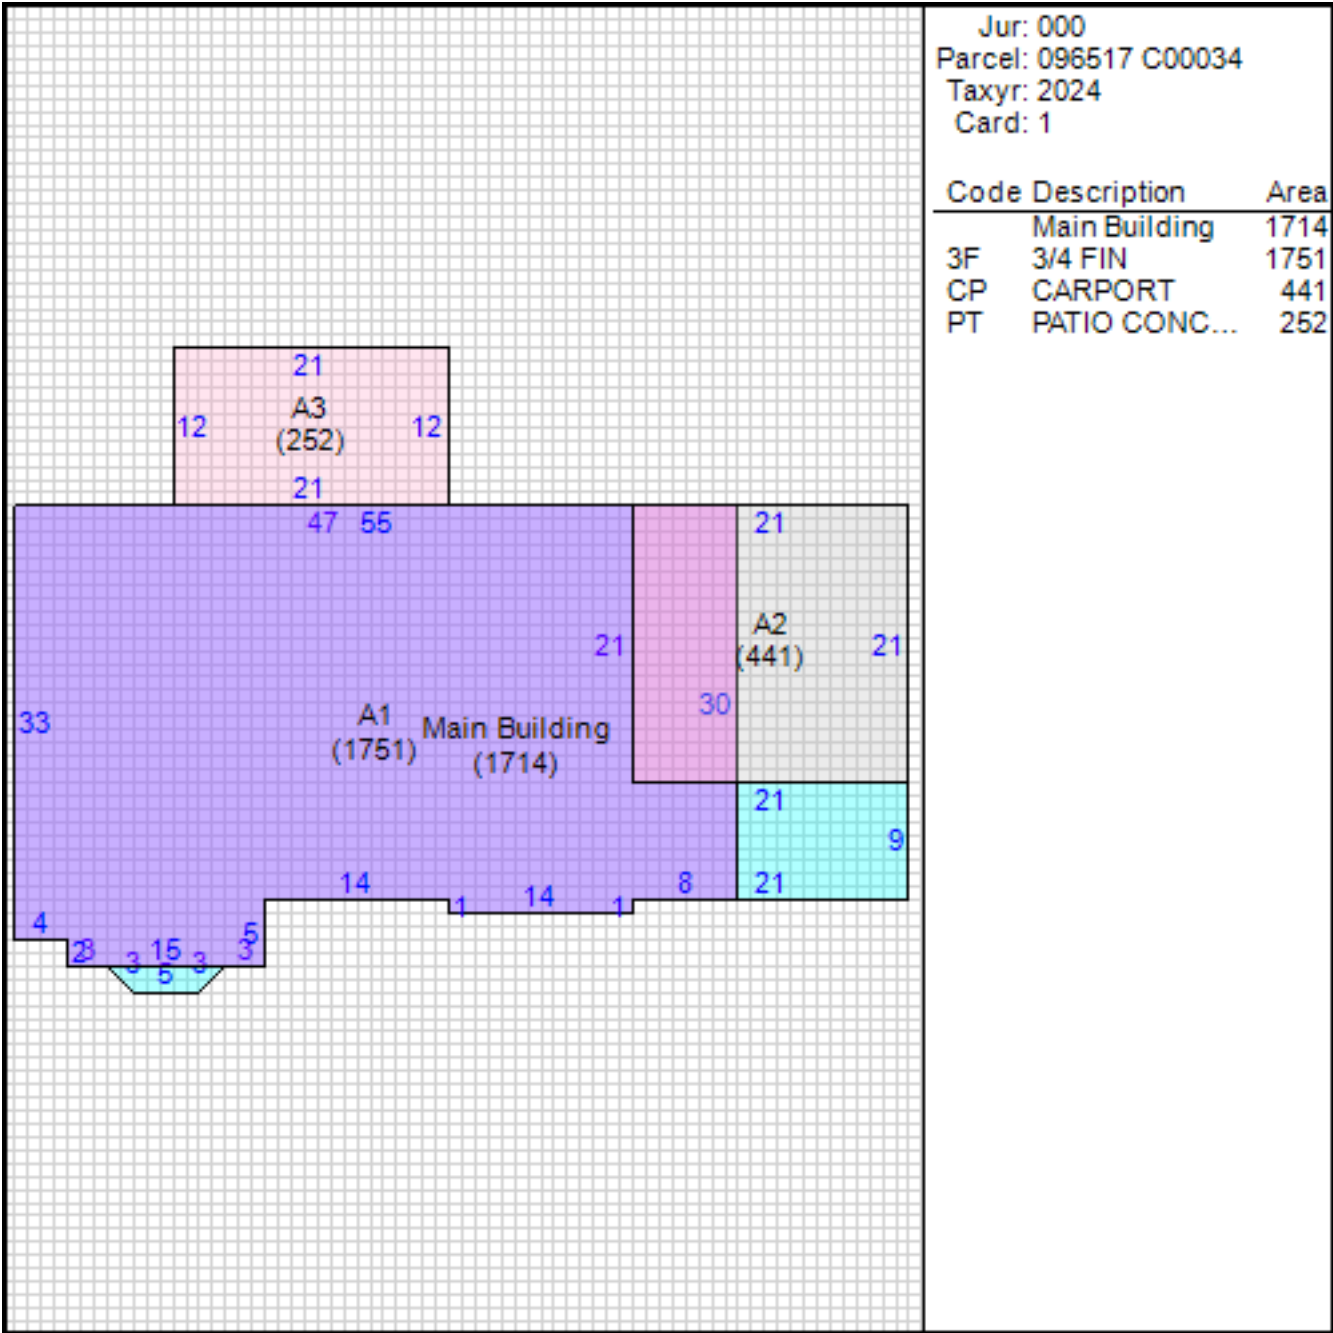 Jur: 000
Parcel: 096517 C00034
Taxyr: 2024
Card: 1
Code Description Area
Main Building 1714
3F 3/4 FIN 1751
CP CARPORT 441
PT PATIO CONC... 252
21
A3
12 12
(252)
21
47 55 21
A2
21 21
(441)
30
A1 Main Building
33
(1751) (1714)
21
9
14 14 8 21
1 1
4 5
2 3 15 3
3 3
5